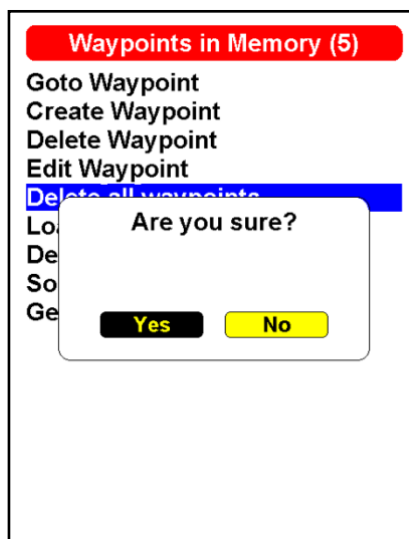 Waypoints in Memory (5)
Goto Waypoint
Create Waypoint
Delete Waypoint
Edit Waypoint
Delete all waypoints
Are you sure?
Yes No